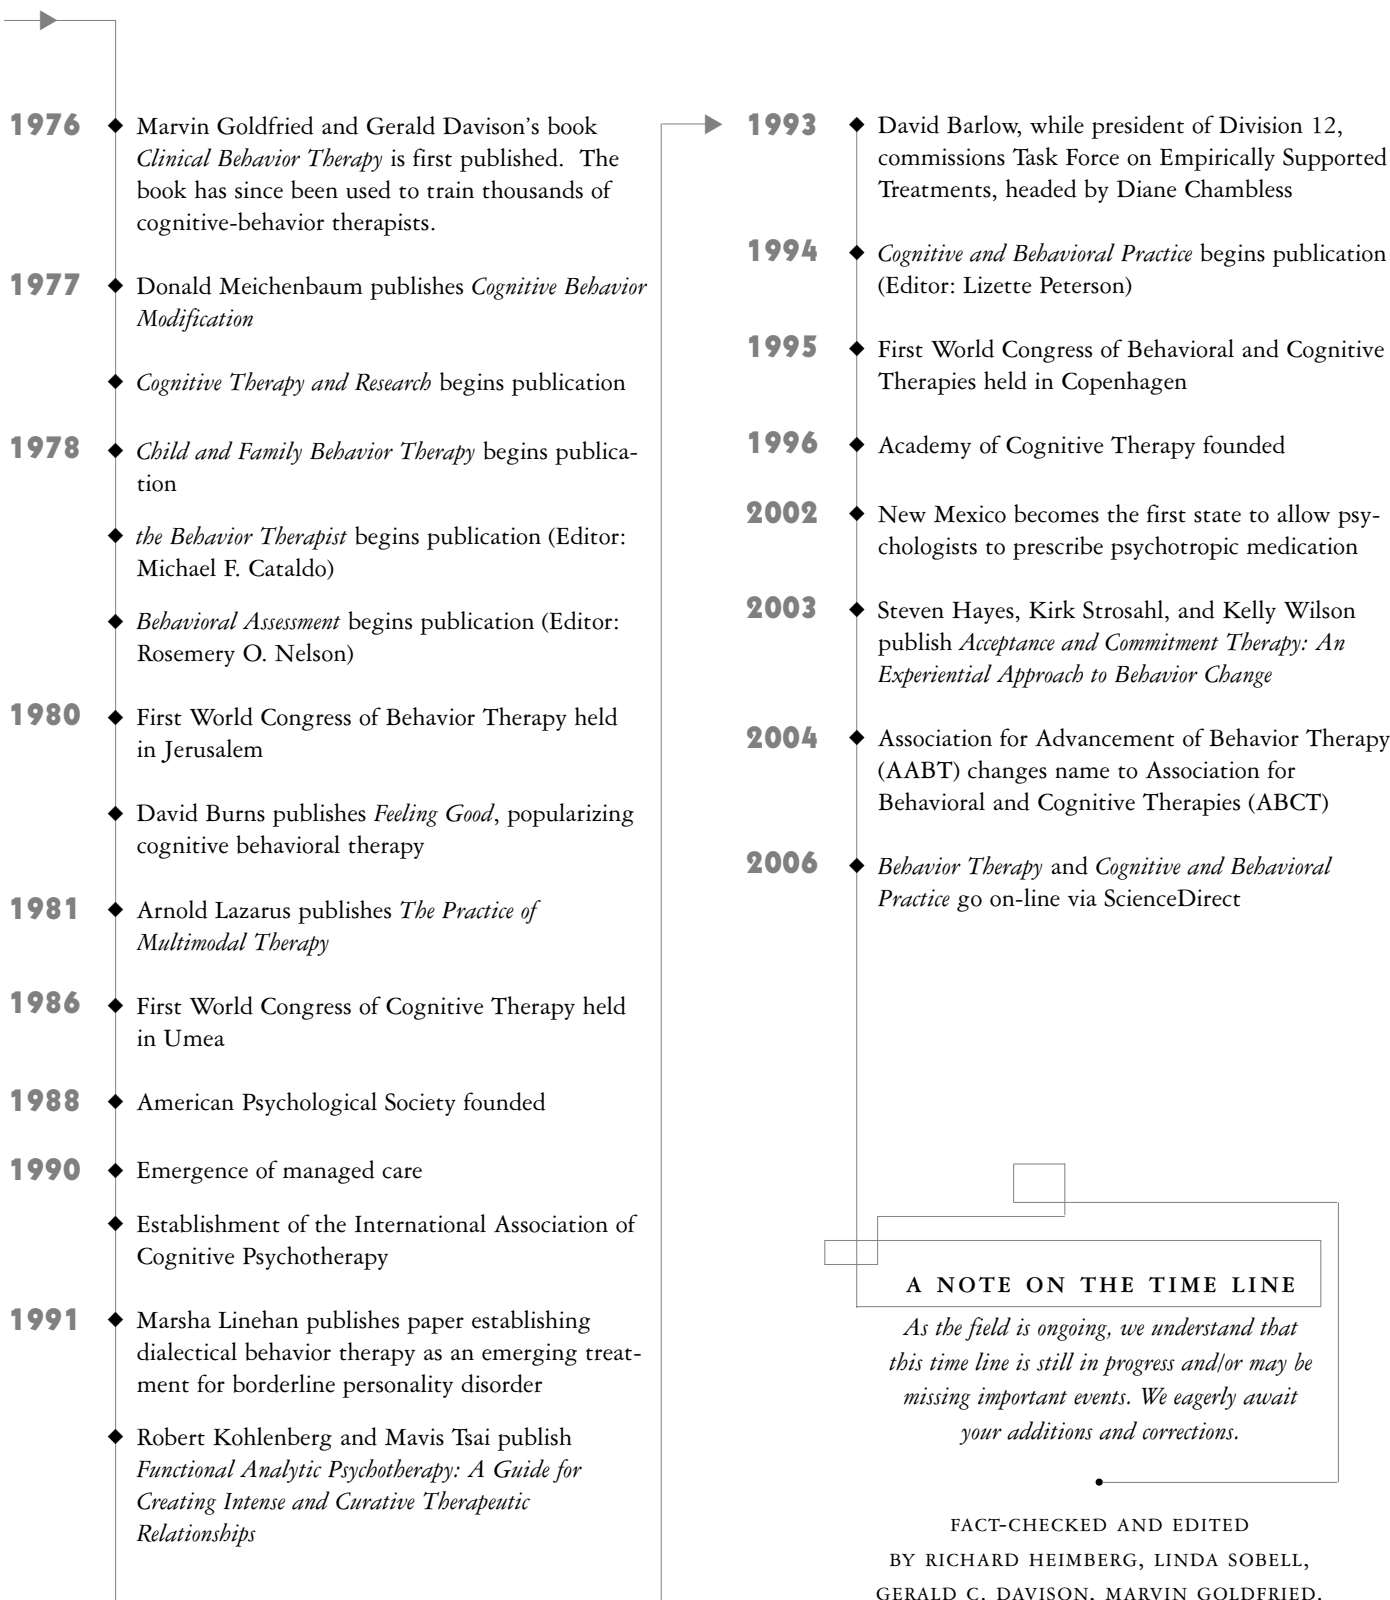 1976
Marvin Goldfried and Gerald Davison's book
Clinical Behavior Therapy is first published.  The
book has since been used to train thousands of
cognitive-behavior therapists.
1977
Donald Meichenbaum publishes Cognitive Behavior
Modification
Cognitive Therapy and Research begins publication
1978
Child and Family Behavior Therapy begins publica-
tion
the Behavior Therapist begins publication (Editor:
Michael F. Cataldo)
Behavioral Assessment begins publication (Editor:
Rosemery O. Nelson)
1980
First World Congress of Behavior Therapy held
in Jerusalem
David Burns publishes Feeling Good, popularizing
cognitive behavioral therapy
1981
Arnold Lazarus publishes The Practice of
Multimodal Therapy
1986
First World Congress of Cognitive Therapy held
in Umea
1988
American Psychological Society founded
1990
Emergence of managed care
Establishment of the International Association of
Cognitive Psychotherapy
1991
Marsha Linehan publishes paper establishing
dialectical behavior therapy as an emerging treat-
ment for borderline personality disorder
Robert Kohlenberg and Mavis Tsai publish
Functional Analytic Psychotherapy: A Guide for
Creating Intense and Curative Therapeutic
Relationships
1993
David Barlow, while president of Division 12,
commissions Task Force on Empirically Supported
Treatments, headed by Diane Chambless
1994
Cognitive and Behavioral Practice begins publication
(Editor: Lizette Peterson)
1995
First World Congress of Behavioral and Cognitive
Therapies held in Copenhagen
1996
Academy of Cognitive Therapy founded
2002
New Mexico becomes the first state to allow psy-
chologists to prescribe psychotropic medication
2003
Steven Hayes, Kirk Strosahl, and Kelly Wilson
publish Acceptance and Commitment Therapy: An
Experiential Approach to Behavior Change
2004
Association for Advancement of Behavior Therapy
(AABT) changes name to Association for
Behavioral and Cognitive Therapies (ABCT)
2006
Behavior Therapy and Cognitive and Behavioral
Practice go on-line via ScienceDirect
A NOTE ON THE TIME LINE
As the field is ongoing, we understand that
this time line is still in progress and/or may be
missing important events. We eagerly await
your additions and corrections.
FACT-CHECKED AND EDITED
BY RICHARD HEIMBERG, LINDA SOBELL,
GERALD C. DAVISON, MARVIN GOLDFRIED,